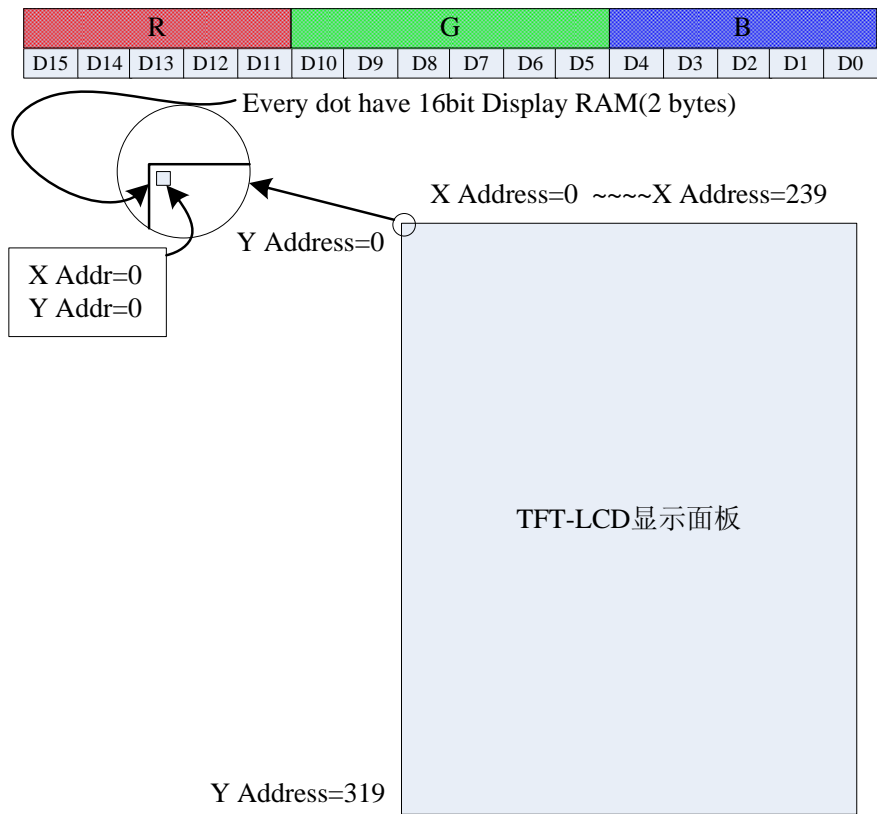 R G B
D15 D14 D13 D12 D11 D10 D9 D8 D7 D6 D5 D4 D3 D2 D1 D0
Every dot have 16bit Display RAM(2 bytes)
X Address=0 ~~~~X Address=239
Y Address=0
X Addr=0
Y Addr=0
TFT-LCD显示面板
Y Address=319